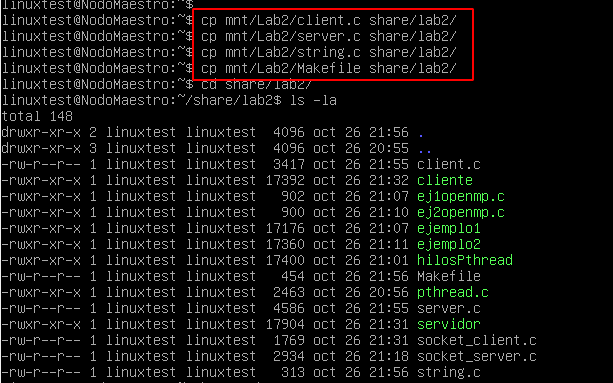 linuxtest@NodoMaestro:~$
linuxtest@NodoMaestro:~$ cp mnt/Lab2/client.c share/lab2/
linuxtest@NodoMaestro:~$ cp mnt/Lab2/server.c share/lab2/
linuxtest@NodoMaestro:~$ cp mnt/Lab2/string.c share/lab2/
linuxtest@NodoMaestro:~$ cp mnt/Lab2/Makefile share/lab2/
linuxtest@NodoMaestro:~$ cd share/lab2/
linuxtest@NodoMaestro:~/share/lab2$ ls -la
total 148
drwxr-xr-x 2 linuxtest linuxtest 4096 oct 26 21:56 .
drwxr-xr-x 3 linuxtest linuxtest 4096 oct 26 20:55 ..
-rw-r--r-- 1 linuxtest linuxtest 3417 oct 26 21:55 client.c
-rwxr-xr-x 1 linuxtest linuxtest 17392 oct 26 21:32 cliente
-rwxr-xr-x 1 linuxtest linuxtest 902 oct 26 21:07 ej1openmp.c
-rwxr-xr-x 1 linuxtest linuxtest 900 oct 26 21:10 ej2openmp.c
-rwxr-xr-x 1 linuxtest linuxtest 17176 oct 26 21:07 ejemplo1
-rwxr-xr-x 1 linuxtest linuxtest 17360 oct 26 21:11 ejemplo2
-rwxr-xr-x 1 linuxtest linuxtest 17400 oct 26 21:01 hilosPthread
-rw-r--r-- 1 linuxtest linuxtest 454 oct 26 21:56 Makefile
-rwxr-xr-x 1 linuxtest linuxtest 2463 oct 26 20:56 pthread.c
-rw-r--r-- 1 linuxtest linuxtest 4586 oct 26 21:55 server.c
-rwxr-xr-x 1 linuxtest linuxtest 17904 oct 26 21:31 servidor
-rw-r--r-- 1 linuxtest linuxtest 1769 oct 26 21:31 socket_client.c
-rw-r--r-- 1 linuxtest linuxtest 2934 oct 26 21:18 socket_server.c
-rw-r--r-- 1 linuxtest linuxtest 313 oct 26 21:56 string.c